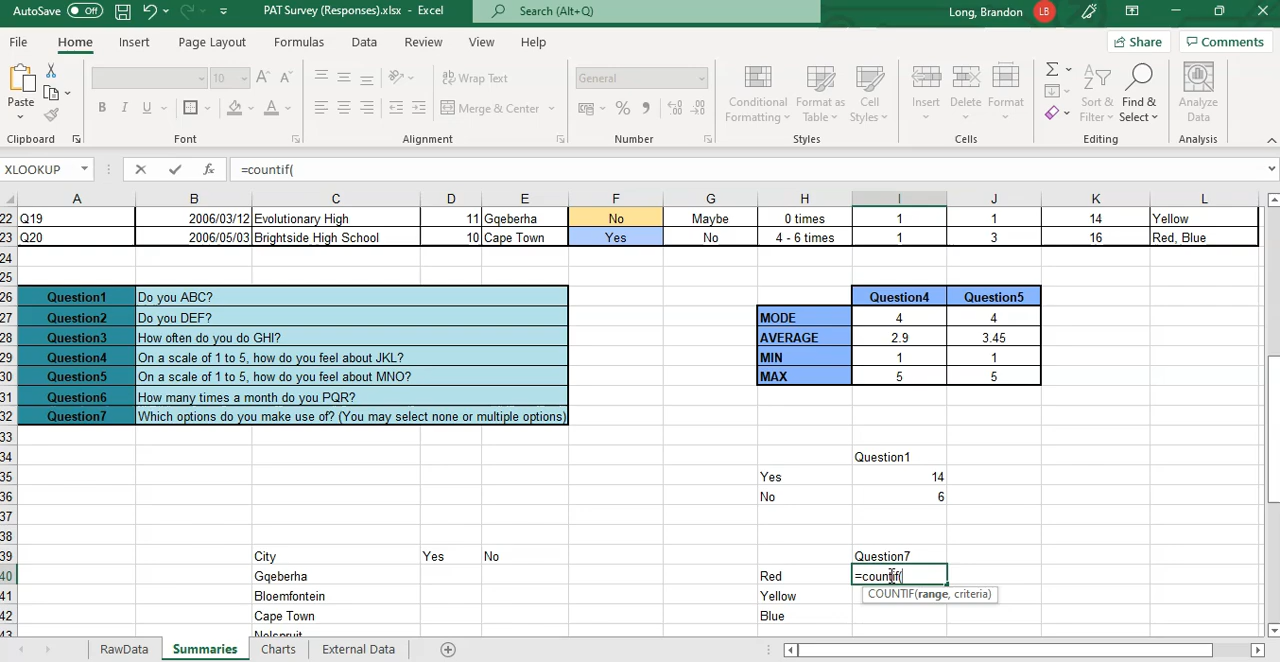 AutoSave Off PAT Survey (Responses).xlsx - Excel Search (Alt+Q) Long, Brandon LB
File Home Insert Draw Page Layout Formulas Data Review View Help Share Comments
Paste 10 A A Wrap Text General Conditional Formatting Format as Table Cell Styles Insert Delete Format Sort & Filter Find & Select Analyze Data
B I U A Merge & Center % 9
Clipboard Font Alignment Number Styles Cells Editing Analysis
XLOOKUP fx =countif(
A B C D E F G H I J K L
22 Q19 2006/03/12 Evolutionary High 11 Gqeberha No Maybe 0 times 1 1 14 Yellow
23 Q20 2006/05/03 Brightside High School 10 Cape Town Yes No 4 - 6 times 1 3 16 Red, Blue
24
25
26 Question1 Do you ABC? Question4 Question5
27 Question2 Do you DEF? MODE 4 4
28 Question3 How often do you do GHI? AVERAGE 2.9 3.45
29 Question4 On a scale of 1 to 5, how do you feel about JKL? MIN 1 1
30 Question5 On a scale of 1 to 5, how do you feel about MNO? MAX 5 5
31 Question6 How many times a month do you PQR?
32 Question7 Which options do you make use of? (You may select none or multiple options)
33
34 Question1
35 Yes 14
36 No 6
37
38
39 City Yes No Question7
40 Gqeberha Red =countif(
41 Bloemfontein Yellow COUNTIF(range, criteria)
42 Cape Town Blue
43 Nelspruit
RawData Summaries Charts External Data